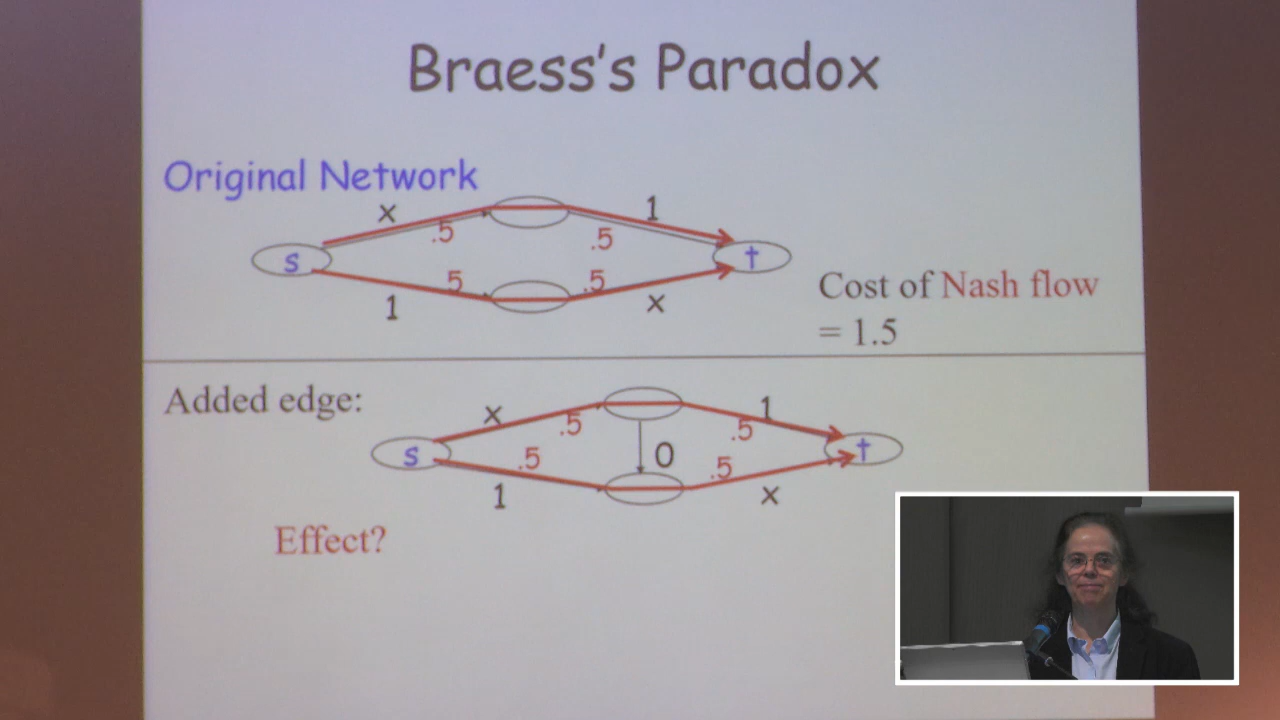 Braess's Paradox
Original Network
x
1
.5
.5
s
t
.5
.5
1
x
Cost of Nash flow
= 1.5
Added edge:
x
1
.5
.5
s
0
t
.5
.5
1
x
Effect?